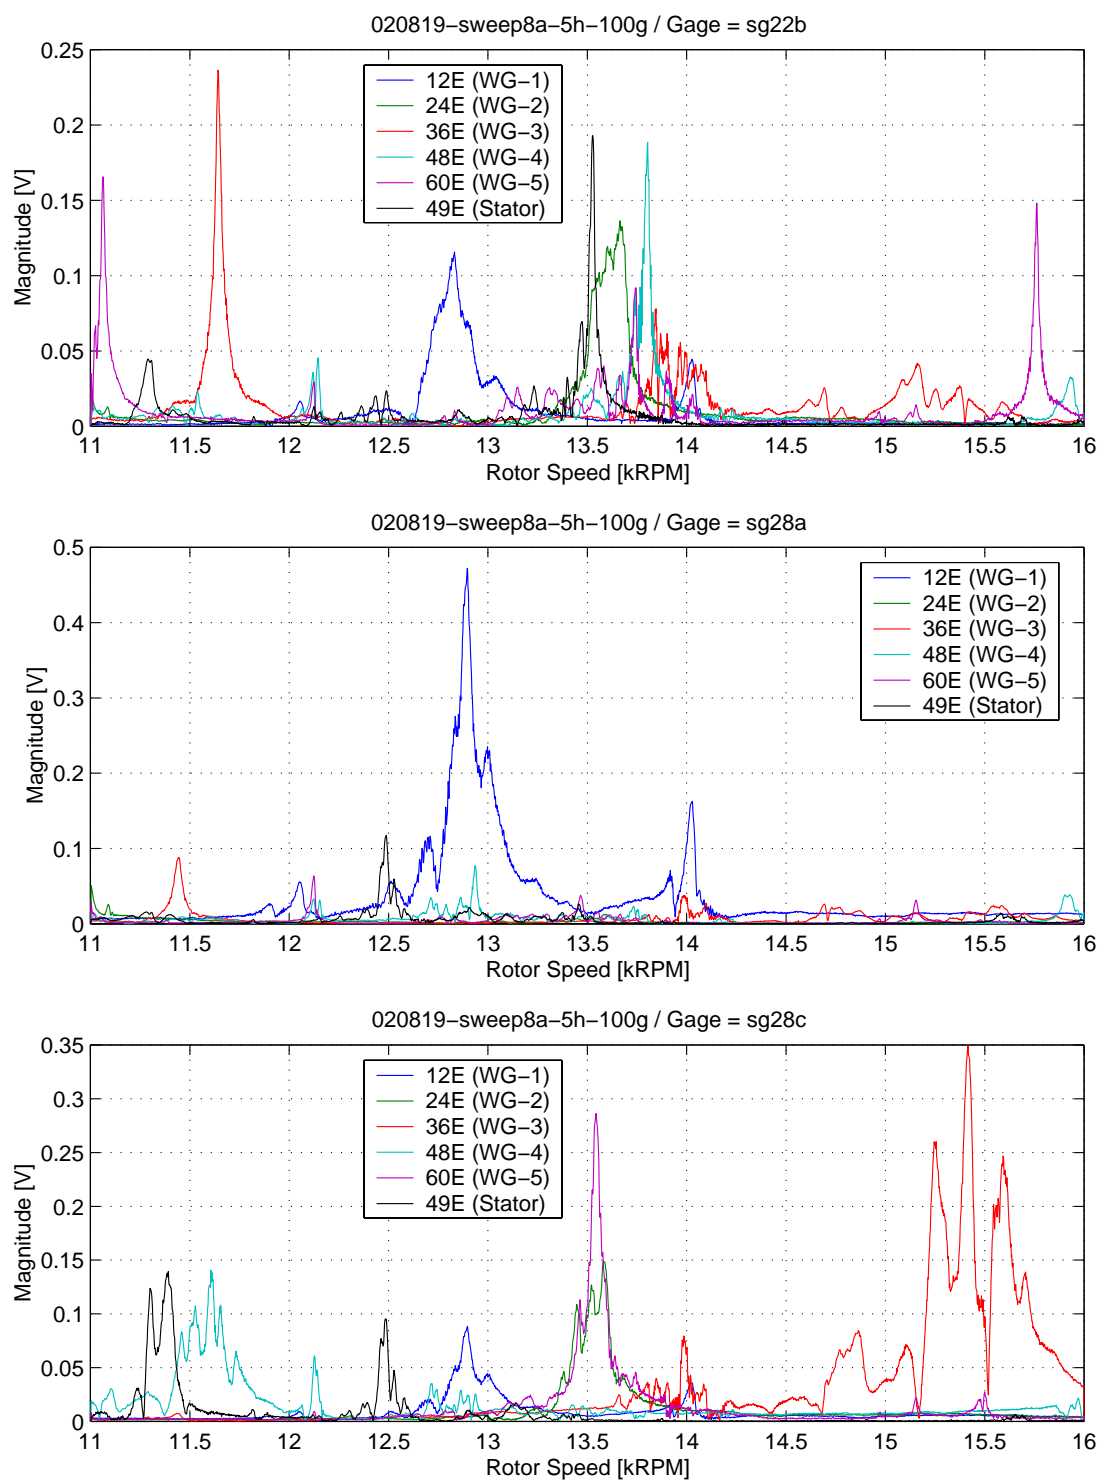 020819−sweep8a−5h−100g / Gage = sg22b
0.25
0.2
0.15
0.1
0.05
0
Magnitude [V]
12E (WG−1)
24E (WG−2)
36E (WG−3)
48E (WG−4)
60E (WG−5)
49E (Stator)
11 11.5 12 12.5 13 13.5 14 14.5 15 15.5 16
Rotor Speed [kRPM]
020819−sweep8a−5h−100g / Gage = sg28a
0.5
0.4
0.3
0.2
0.1
0
Magnitude [V]
12E (WG−1)
24E (WG−2)
36E (WG−3)
48E (WG−4)
60E (WG−5)
49E (Stator)
11 11.5 12 12.5 13 13.5 14 14.5 15 15.5 16
Rotor Speed [kRPM]
020819−sweep8a−5h−100g / Gage = sg28c
0.35
0.3
0.25
0.2
0.15
0.1
0.05
0
Magnitude [V]
12E (WG−1)
24E (WG−2)
36E (WG−3)
48E (WG−4)
60E (WG−5)
49E (Stator)
11 11.5 12 12.5 13 13.5 14 14.5 15 15.5 16
Rotor Speed [kRPM]